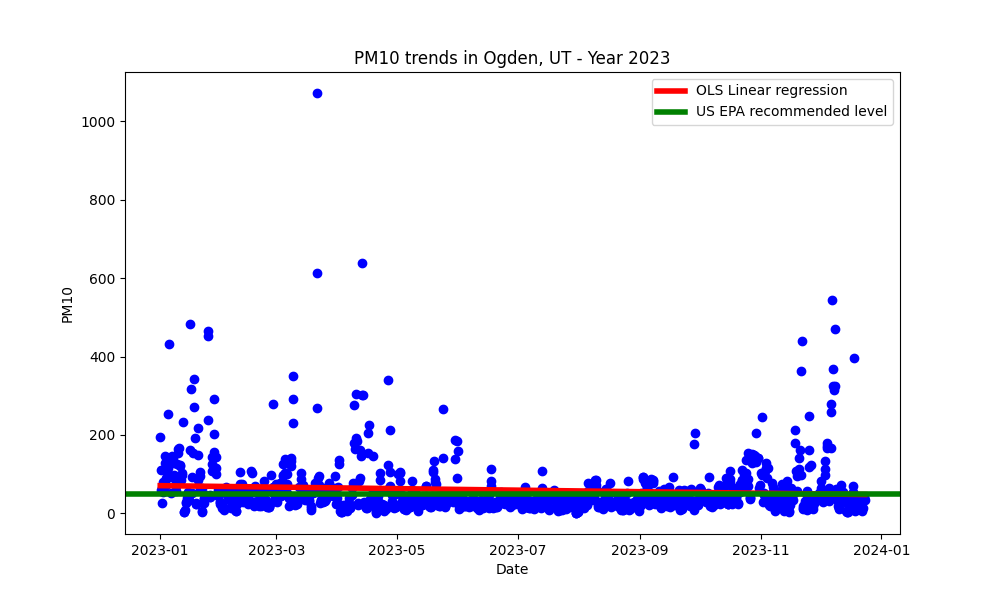 PM10 trends in Ogden, UT - Year 2023
OLS Linear regression
US EPA recommended level
1000
800
600
400
200
0
PM10
2023-01
2023-03
2023-05
2023-07
2023-09
2023-11
2024-01
Date